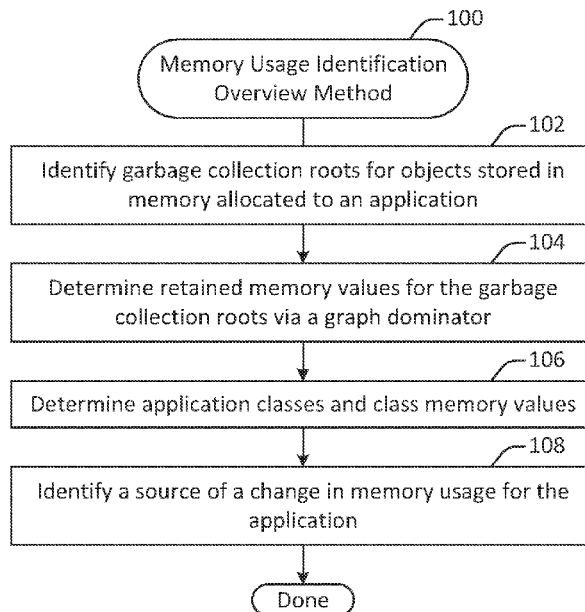 100
Memory Usage Identification
Overview Method
102
Identify garbage collection roots for objects stored in
memory allocated to an application
104
Determine retained memory values for the garbage
collection roots via a graph dominator
106
Determine application classes and class memory values
108
Identify a source of a change in memory usage for the
application
Done